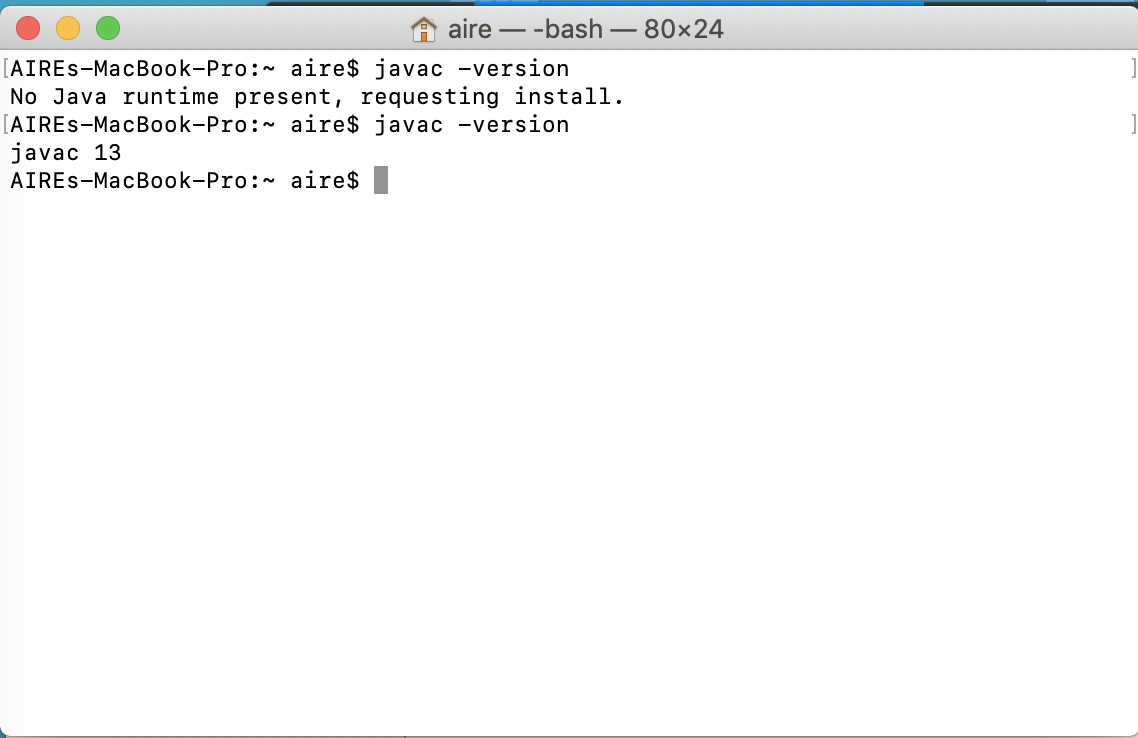 aire — -bash — 80×24
[AIREs-MacBook-Pro:~ aire$ javac -version ]
No Java runtime present, requesting install.
[AIREs-MacBook-Pro:~ aire$ javac -version ]
javac 13
AIREs-MacBook-Pro:~ aire$